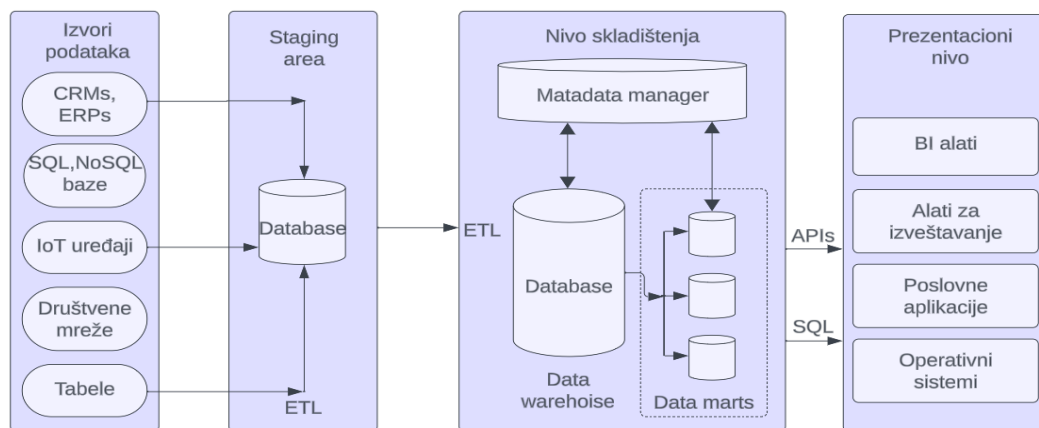 Izvori
podataka
CRMs,
ERPs
SQL,NoSQL
baze
IoT uređaji
Društvene
mreže
Tabele
Staging
area
Database
ETL
ETL
Nivo skladištenja
Matadata manager
Database
Data
warehoise
Data marts
APIs
SQL
Prezentacioni
nivo
BI alati
Alati za
izveštavanje
Poslovne
aplikacije
Operativni
sistemi